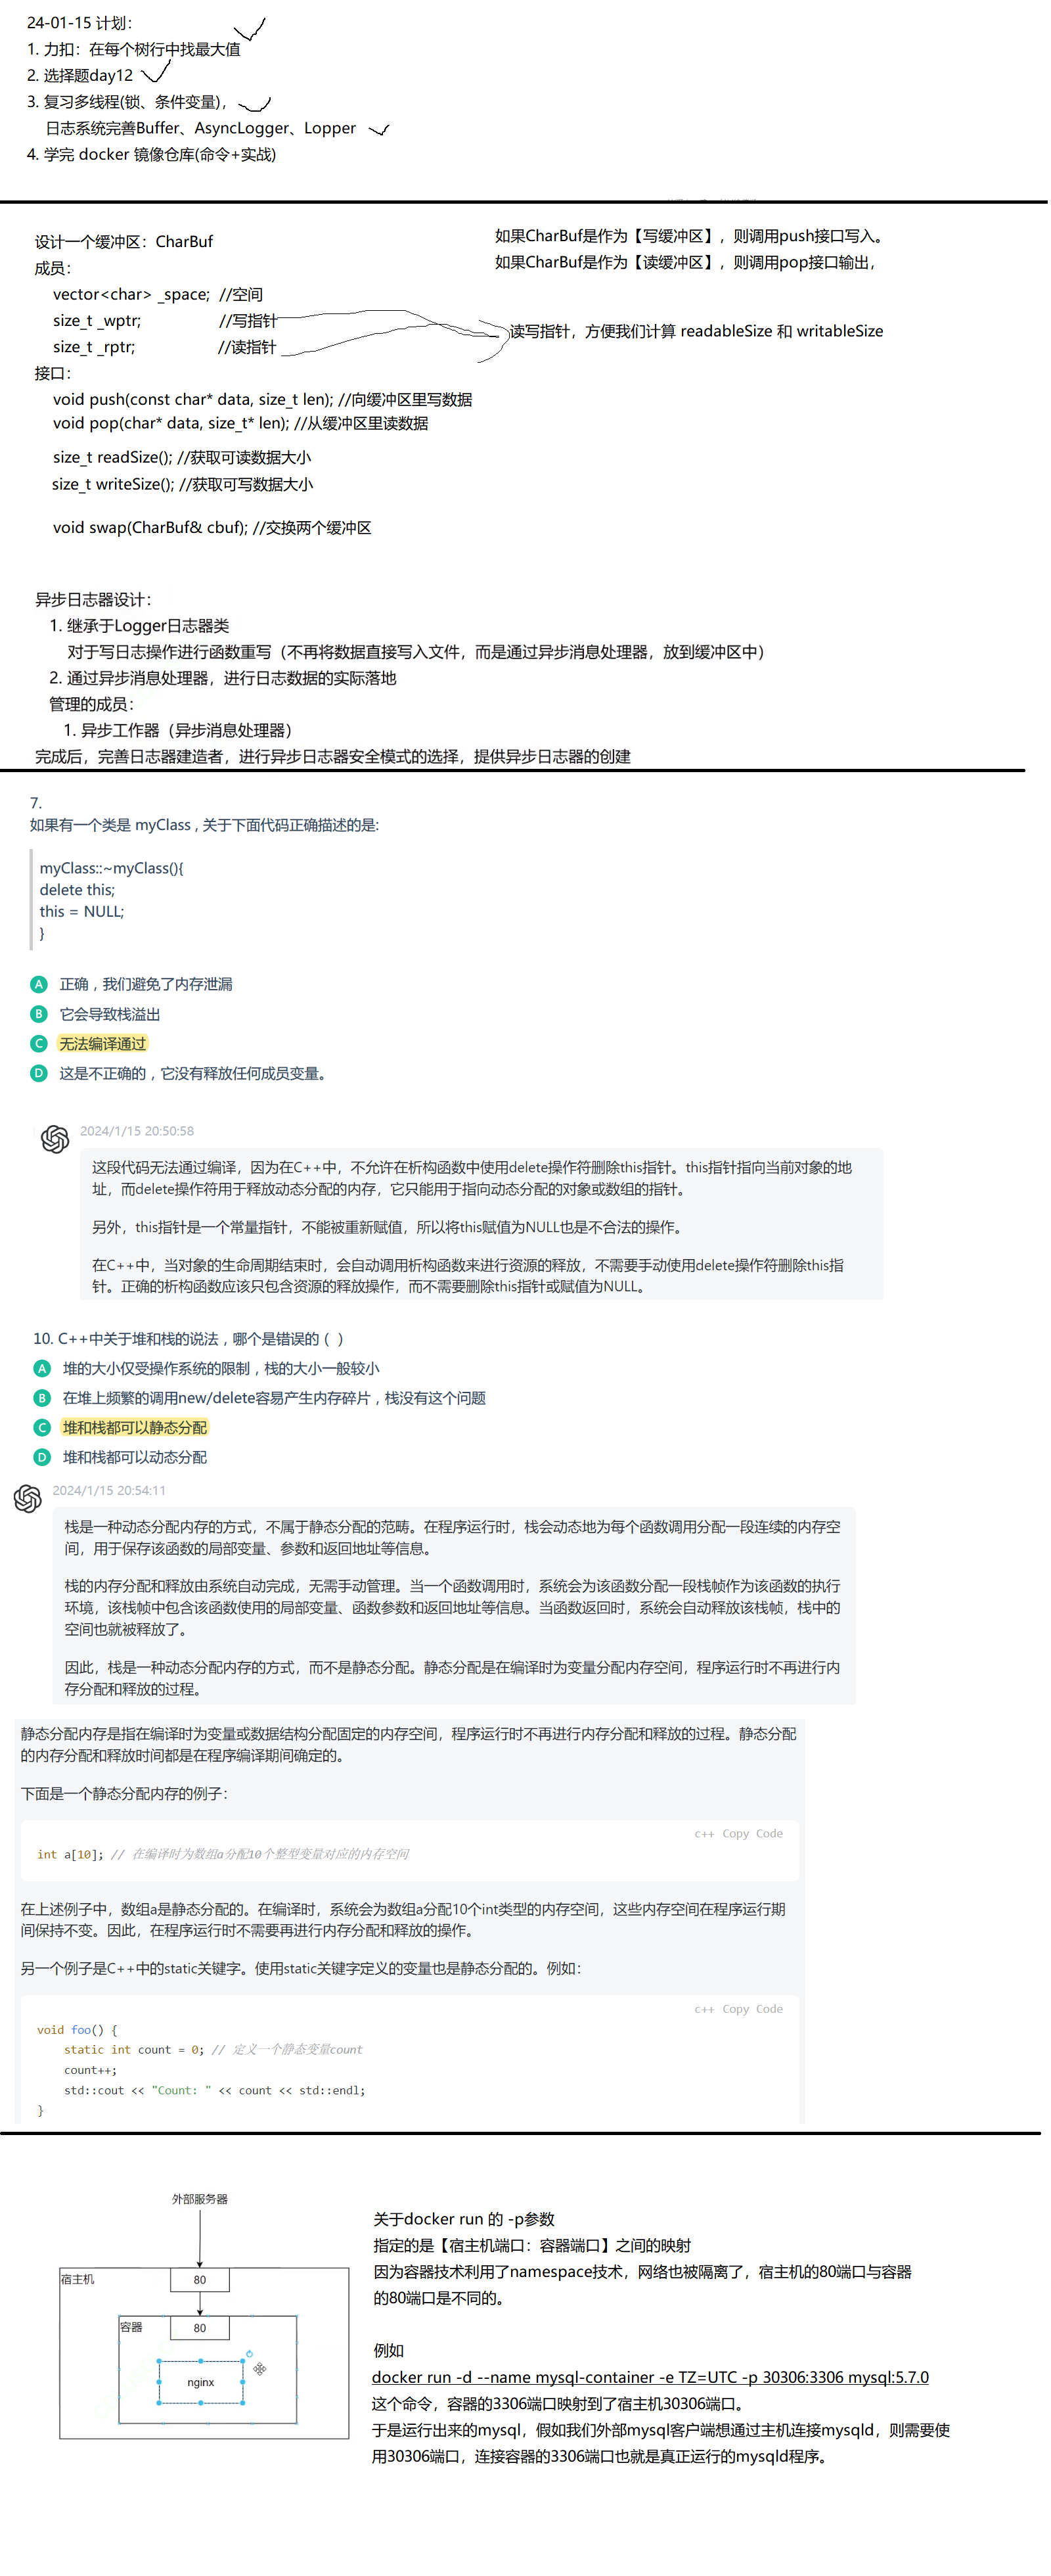 24-01-15 计划：
1. 力扣：在每个树行中找最大值
2. 选择题day12
3. 复习多线程(锁、条件变量)，
日志系统完善Buffer、AsyncLogger、Lopper
4. 学完 docker 镜像仓库(命令+实战)
设计一个缓冲区：CharBuf
成员：
vector<char> _space; //空间
size_t _wptr; //写指针
size_t _rptr; //读指针
接口：
void push(const char* data, size_t len); //向缓冲区里写数据
void pop(char* data, size_t* len); //从缓冲区里读数据
size_t readSize(); //获取可读数据大小
size_t writeSize(); //获取可写数据大小
void swap(CharBuf& cbuf); //交换两个缓冲区
如果CharBuf是作为【写缓冲区】，则调用push接口写入。
如果CharBuf是作为【读缓冲区】，则调用pop接口输出，
读写指针，方便我们计算 readableSize 和 writableSize
异步日志器设计：
1. 继承于Logger日志器类
对于写日志操作进行函数重写（不再将数据直接写入文件，而是通过异步消息处理器，放到缓冲区中）
2. 通过异步消息处理器，进行日志数据的实际落地
管理的成员：
1. 异步工作器（异步消息处理器）
完成后，完善日志器建造者，进行异步日志器安全模式的选择，提供异步日志器的创建
7.
如果有一个类是 myClass , 关于下面代码正确描述的是:
myClass::~myClass(){
delete this;
this = NULL;
}
A 正确，我们避免了内存泄漏
B 它会导致栈溢出
C 无法编译通过
D 这是不正确的，它没有释放任何成员变量。
2024/1/15 20:50:58
这段代码无法通过编译，因为在C++中，不允许在析构函数中使用delete操作符删除this指针。this指针指向当前对象的地
址，而delete操作符用于释放动态分配的内存，它只能用于指向动态分配的对象或数组的指针。
另外，this指针是一个常量指针，不能被重新赋值，所以将this赋值为NULL也是不合法的操作。
在C++中，当对象的生命周期结束时，会自动调用析构函数来进行资源的释放，不需要手动使用delete操作符删除this指
针。正确的析构函数应该只包含资源的释放操作，而不需要删除this指针或赋值为NULL。
10. C++中关于堆和栈的说法，哪个是错误的 ( )
A 堆的大小仅受操作系统的限制，栈的大小一般较小
B 在堆上频繁的调用new/delete容易产生内存碎片，栈没有这个问题
C 堆和栈都可以静态分配
D 堆和栈都可以动态分配
2024/1/15 20:54:11
栈是一种动态分配内存的方式，不属于静态分配的范畴。在程序运行时，栈会动态地为每个函数调用分配一段连续的内存空
间，用于保存该函数的局部变量、参数和返回地址等信息。
栈的内存分配和释放由系统自动完成，无需手动管理。当一个函数调用时，系统会为该函数分配一段栈帧作为该函数的执行
环境，该栈帧中包含该函数使用的局部变量、函数参数和返回地址等信息。当函数返回时，系统会自动释放该栈帧，栈中的
空间也就被释放了。
因此，栈是一种动态分配内存的方式，而不是静态分配。静态分配是在编译时为变量分配内存空间，程序运行时不再进行内
存分配和释放的过程。
静态分配内存是指在编译时为变量或数据结构分配固定的内存空间，程序运行时不再进行内存分配和释放的过程。静态分配
的内存分配和释放时间都是在程序编译期间确定的。
下面是一个静态分配内存的例子：
c++ Copy Code
int a[10]; // 在编译时为数组a分配10个整型变量对应的内存空间
在上述例子中，数组a是静态分配的。在编译时，系统会为数组a分配10个int类型的内存空间，这些内存空间在程序运行期
间保持不变。因此，在程序运行时不需要再进行内存分配和释放的操作。
另一个例子是C++中的static关键字。使用static关键字定义的变量也是静态分配的。例如：
c++ Copy Code
void foo() {
static int count = 0; // 定义一个静态变量count
count++;
std::cout << "Count: " << count << std::endl;
}
外部服务器
宿主机
80
容器
80
nginx
关于docker run 的 -p参数
指定的是【宿主机端口：容器端口】之间的映射
因为容器技术利用了namespace技术，网络也被隔离了，宿主机的80端口与容器
的80端口是不同的。
例如
docker run -d --name mysql-container -e TZ=UTC -p 30306:3306 mysql:5.7.0
这个命令，容器的3306端口映射到了宿主机30306端口。
于是运行出来的mysql，假如我们外部mysql客户端想通过主机连接mysqld，则需要使
用30306端口，连接容器的3306端口也就是真正运行的mysqld程序。